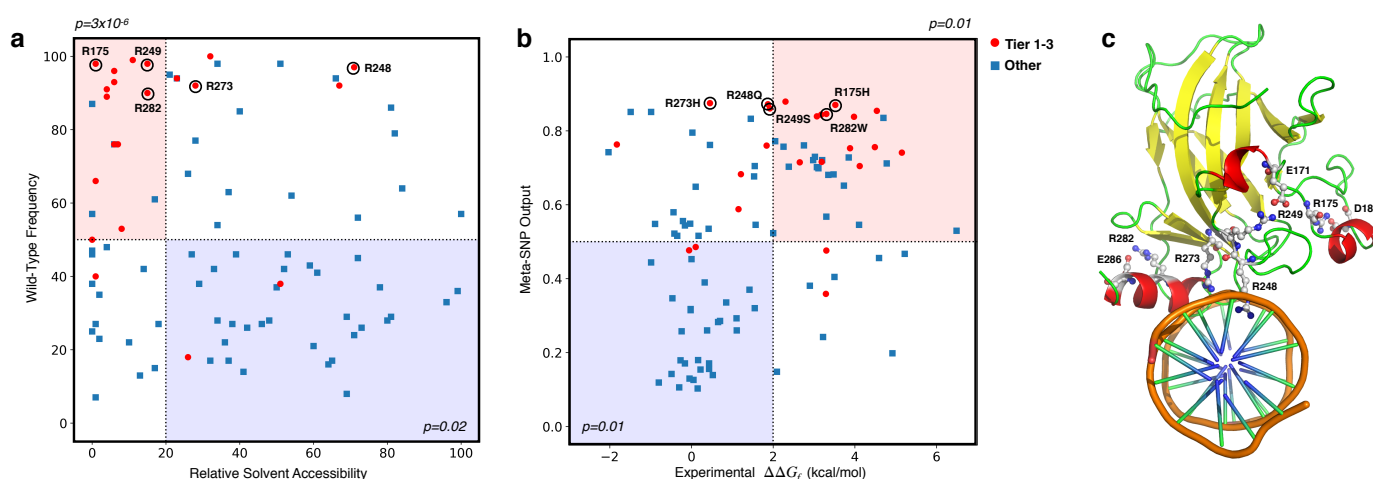 a
p=3x10-6
R175
R249
R282
R273
R248
p=0.02
Wild-Type Frequency
100
80
60
40
20
0
0
20
40
60
80
100
Relative Solvent Accessibility
b
p=0.01
R273H
R248Q
R249S
R175H
R282W
p=0.01
Meta-SNP Output
1.0
0.8
0.6
0.4
0.2
0.0
−2
0
2
4
6
Experimental ΔΔGf (kcal/mol)
Tier 1-3
Other
c
E171
R249
R175
D18
R282
E286
R273
R248